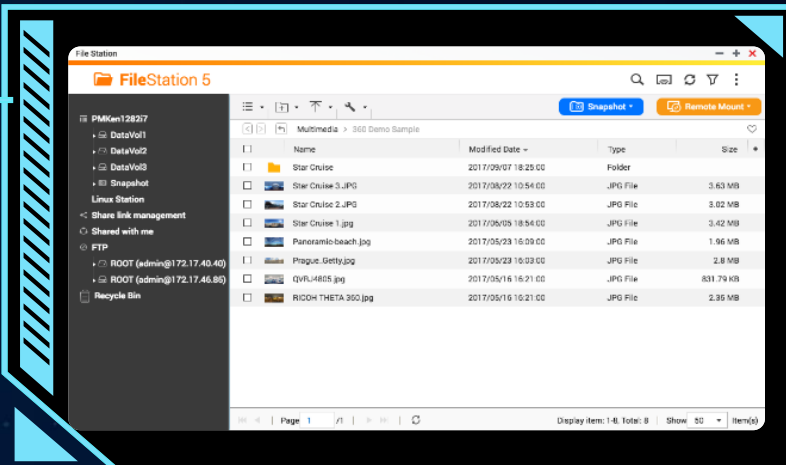 File Station
FileStation 5
Snapshot
Remote Mount
PMKen1282i7
DataVol1
DataVol2
DataVol3
Snapshot
Linux Station
Share link management
Shared with me
FTP
ROOT (admin@172.17.40.40)
ROOT (admin@172.17.46.86)
Recycle Bin
Multimedia > 360 Demo Sample
Name Modified Date Type Size
Star Cruise 2017/09/07 18:25:00 Folder
Star Cruise 3.JPG 2017/08/22 10:54:00 JPG File 3.63 MB
Star Cruise 2.JPG 2017/08/22 10:53:00 JPG File 3.02 MB
Star Cruise 1.jpg 2017/05/05 18:54:00 JPG File 3.42 MB
Panoramic-beach.jpg 2017/05/23 16:09:00 JPG File 1.96 MB
Prague_Getty.jpg 2017/05/23 16:03:00 JPG File 2.8 MB
QVRJ4805.jpg 2017/05/16 16:21:00 JPG File 831.79 KB
RICOH THETA 360.jpg 2017/05/16 16:21:00 JPG File 2.35 MB
Page 1 /1 Display item: 1-8, Total: 8 Show 50 Item(s)